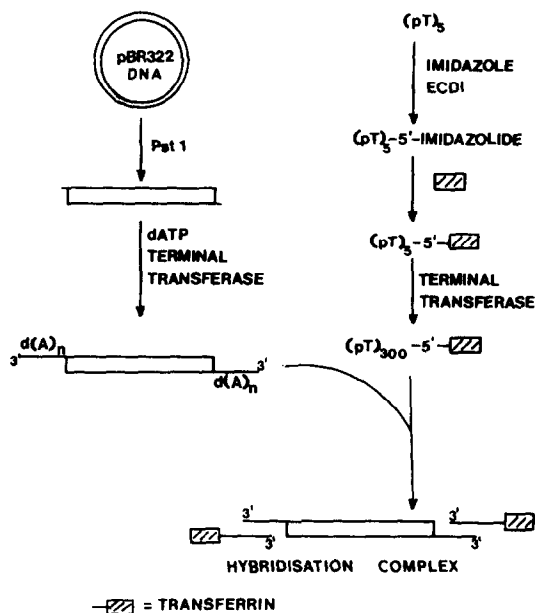 pBR322
DNA
Pst 1
dATP
TERMINAL
TRANSFERASE
3' d(A)n
d(A)n 3'
(pT)5
IMIDAZOLE
ECDI
(pT)5-5'-IMIDAZOLIDE
(pT)5-5'-
TERMINAL
TRANSFERASE
(pT)300-5'-
3' 3'
3' 3'
HYBRIDISATION COMPLEX
= TRANSFERRIN